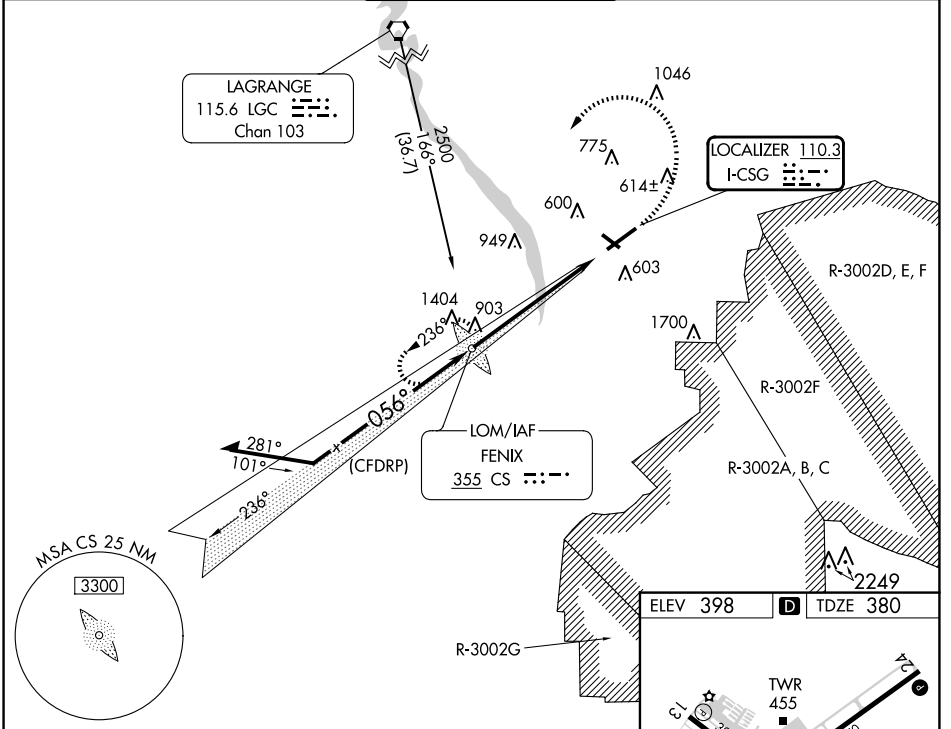 LAGRANGE
115.6 LGC
Chan 103
2500
166°
(36.7)
1046
775
614±
600
949
603
LOCALIZER 110.3
I-CSG
R-3002D, E, F
1404
903
236°
1700
R-3002F
056°
LOM/IAF
FENIX
355 CS
281°
101°
(CFDRP)
236°
R-3002A, B, C
MSA CS 25 NM
3300
2249
R-3002G
ELEV 398
D
TDZE 380
24
P
TWR
455
13
P